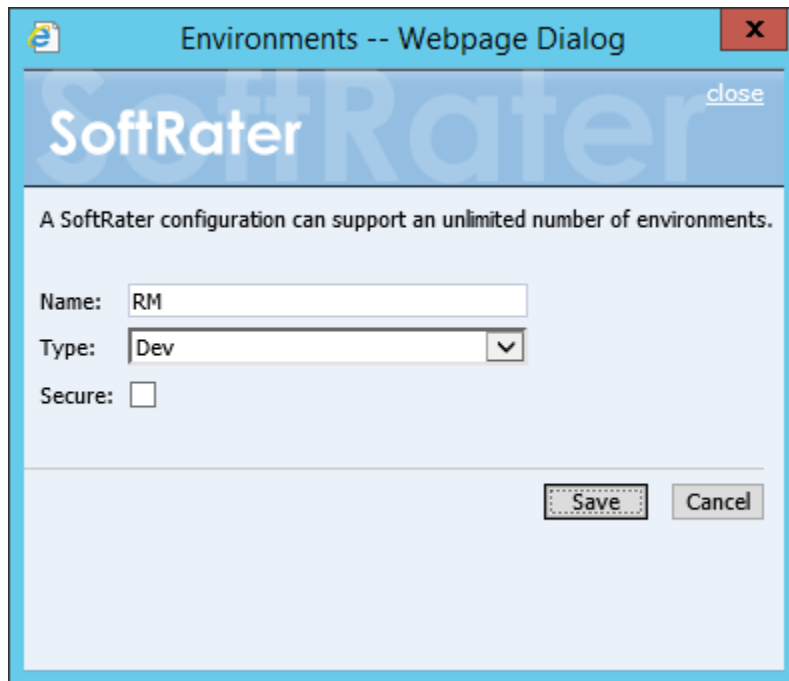 Environments -- Webpage Dialog
x
close
SoftRater
SoftRater
A SoftRater configuration can support an unlimited number of environments.
Name: RM
Type: Dev
Secure:
Save Cancel